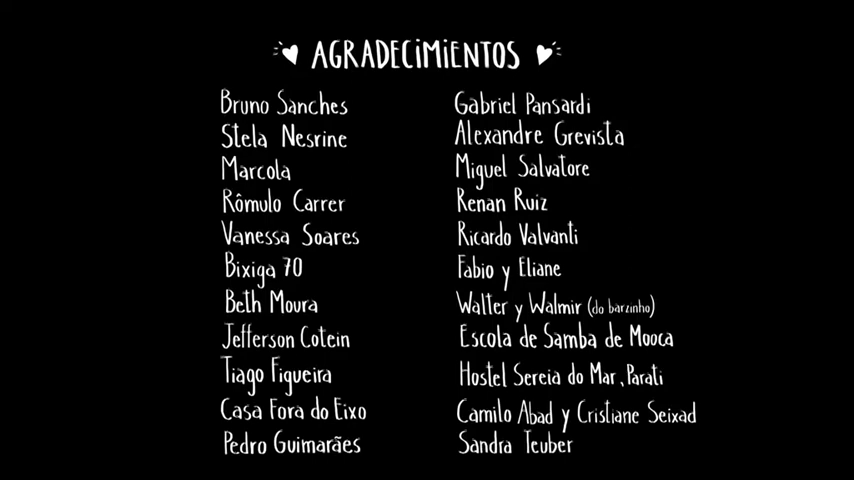 AGRADECIMIENTOS
Bruno Sanches
Stela Nesrine
Marcola
Rômulo Carrer
Vanessa Soares
Bixiga 70
Beth Moura
Jefferson Cotein
Tiago Figueira
Casa Fora do Eixo
Pedro Guimarães
Gabriel Pansardi
Alexandre Grevista
Miguel Salvatore
Renan Ruiz
Ricardo Valvanti
Fabio y Eliane
Walter y Walmir (do barzinho)
Escola de Samba de Mooca
Hostel Sereia do Mar, Parati
Camilo Abad y Cristiane Seixad
Sandra Teuber